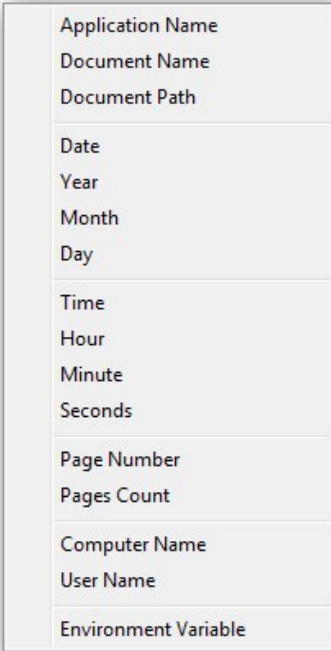 Application Name
Document Name
Document Path
Date
Year
Month
Day
Time
Hour
Minute
Seconds
Page Number
Pages Count
Computer Name
User Name
Environment Variable